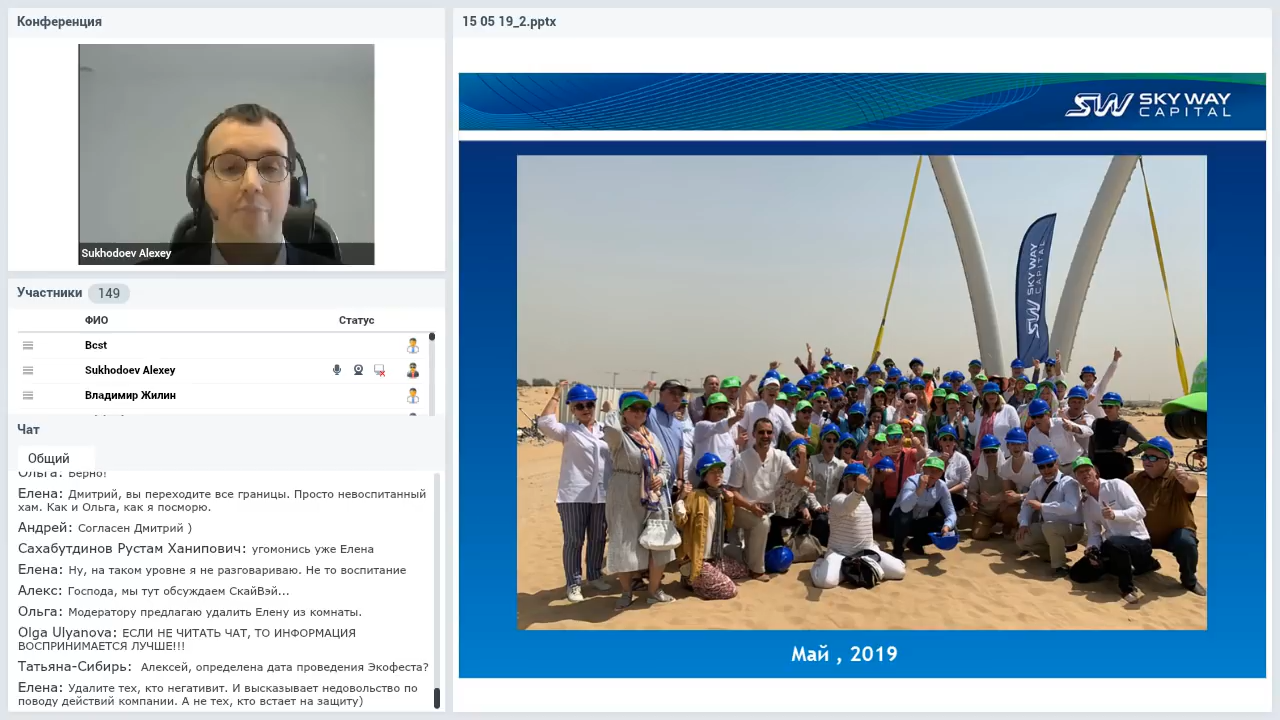 Конференция
Sukhodoev Alexey
Участники 149
ФИО Статус
Bcst
Sukhodoev Alexey
Владимир Жилин
Чат
Общий
Ольга: Верно!
Елена: Дмитрий, вы переходите все границы. Просто невоспитанный
хам. Как и Ольга, как я посморю.
Андрей: Согласен Дмитрий )
Сахабутдинов Рустам Ханипович: угомонись уже Елена
Елена: Ну, на таком уровне я не разговариваю. Не то воспитание
Алекс: Господа, мы тут обсуждаем СкайВэй...
Ольга: Модератору предлагаю удалить Елену из комнаты.
Olga Ulyanova: ЕСЛИ НЕ ЧИТАТЬ ЧАТ, ТО ИНФОРМАЦИЯ
ВОСПРИНИМАЕТСЯ ЛУЧШЕ!!!
Татьяна-Сибирь: Алексей, определена дата проведения Экофеста?
Елена: Удалите тех, кто негативит. И высказывает недовольство по
поводу действий компании. А не тех, кто встает на защиту)
15 05 19_2.pptx
SW SKY WAY
CAPITAL
SW SKY WAY
CAPITAL
Май , 2019